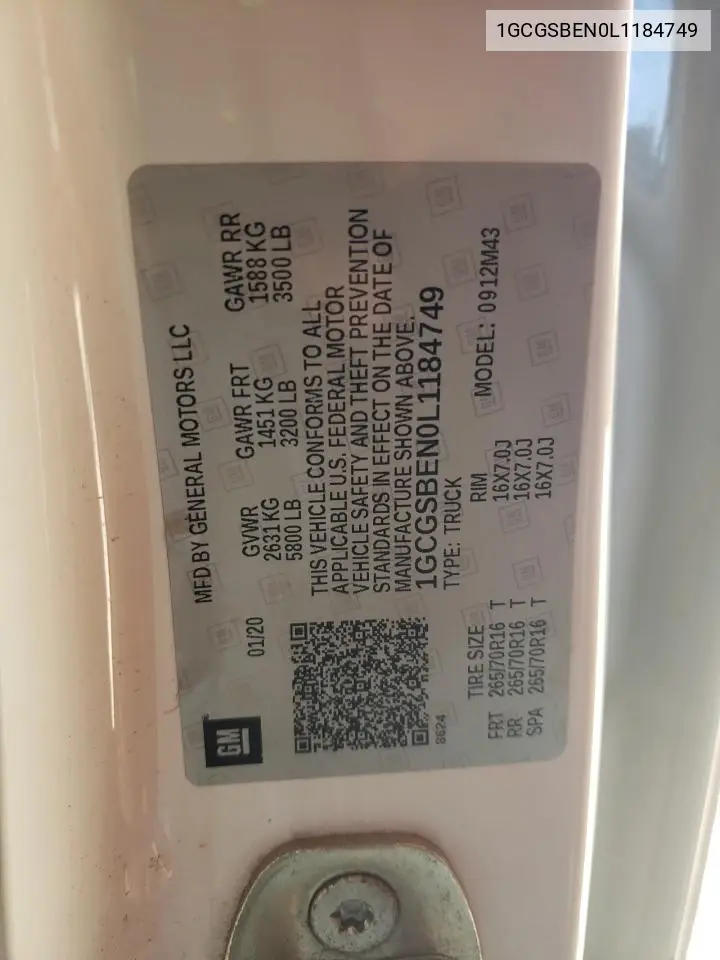 1GCGSBEN0L1184749
GM
MFD BY GENERAL MOTORS LLC
01/20
GVWR
2631 KG
5800 LB
GAWR FRT
1451 KG
3200 LB
GAWR RR
1588 KG
3500 LB
THIS VEHICLE CONFORMS TO ALL
APPLICABLE U.S. FEDERAL MOTOR
VEHICLE SAFETY AND THEFT PREVENTION
STANDARDS IN EFFECT ON THE DATE OF
MANUFACTURE SHOWN ABOVE.
1GCGSBEN0L1184749
TYPE: TRUCK
MODEL: 0912M43
8624
TIRE SIZE RIM
FRT 265/70R16 T 16X7.0J
RR 265/70R16 T 16X7.0J
SPA 265/70R16 T 16X7.0J